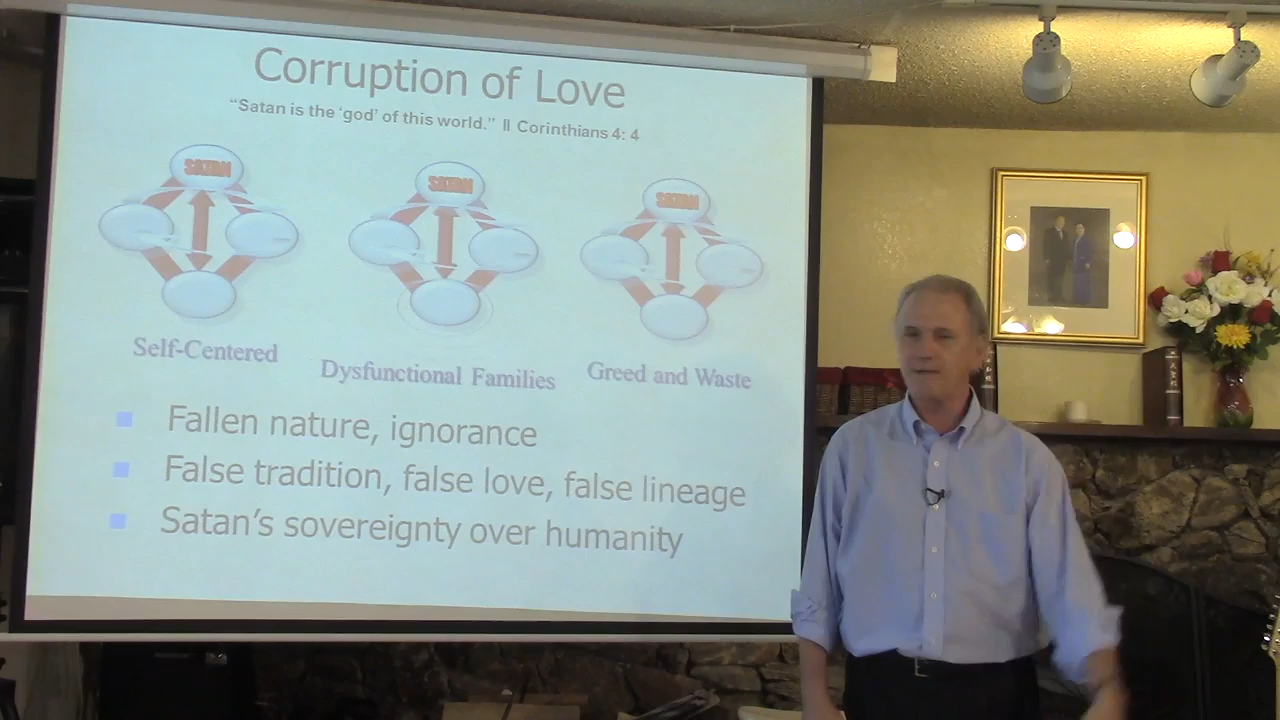 Corruption of Love
“Satan is the ‘god’ of this world.” II Corinthians 4: 4
SATAN SATAN SATAN
Self-Centered Dysfunctional Families Greed and Waste
Fallen nature, ignorance
False tradition, false love, false lineage
Satan’s sovereignty over humanity